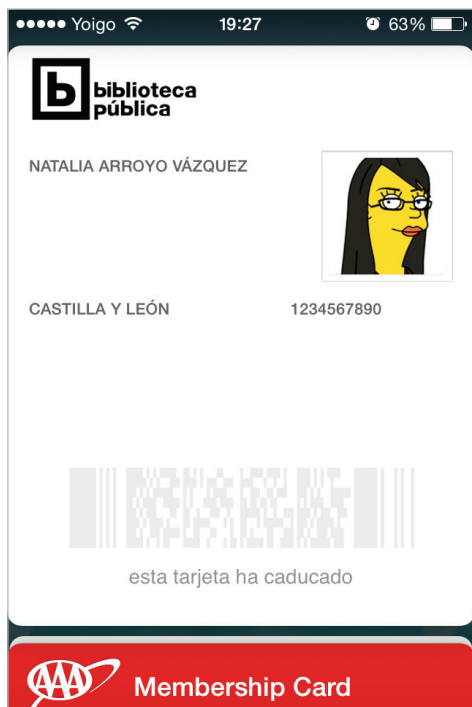 Yoigo 19:27 63%
b biblioteca
pública
NATALIA ARROYO VÁZQUEZ
CASTILLA Y LEÓN 1234567890
esta tarjeta ha caducado
AAA Membership Card